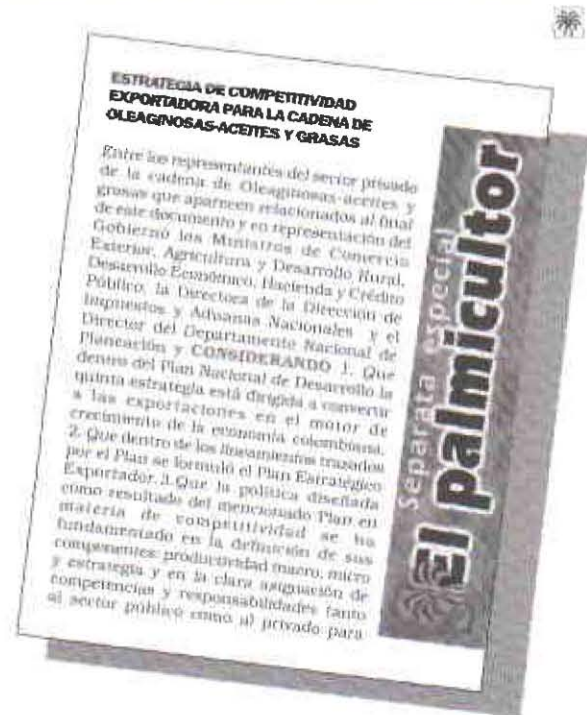 ESTRATEGIA DE COMPETITIVIDAD
EXPORTADORA PARA LA CADENA DE
OLEAGINOSAS-ACEITES Y GRASAS
Entre los representantes del sector privado
de la cadena de Oleaginosas-aceites y
grasas que aparecen relacionados al final
de este documento y en representación del
Gobierno los Ministros de Comercio
Exterior, Agricultura y Desarrollo Rural,
Desarrollo Económico, Hacienda y Crédito
Público, la Directora de la Dirección de
Impuestos y Aduanas Nacionales y el
Director del Departamento Nacional de
Planeación y CONSIDERANDO 1. Que
dentro del Plan Nacional de Desarrollo la
quinta estrategia está dirigida a convertir
a las exportaciones en el motor de
crecimiento de la economía colombiana.
2. Que dentro de los lineamientos trazados
por el Plan se formuló el Plan Estratégico
Exportador. 3. Que la política diseñada
como resultado del mencionado Plan en
materia de competitividad se ha
fundamentado en la definición de sus
componentes: productividad macro, micro
y estrategia y en la clara asignación de
competencias y responsabilidades tanto
al sector público como al privado para
Separata especial
El palmicultor